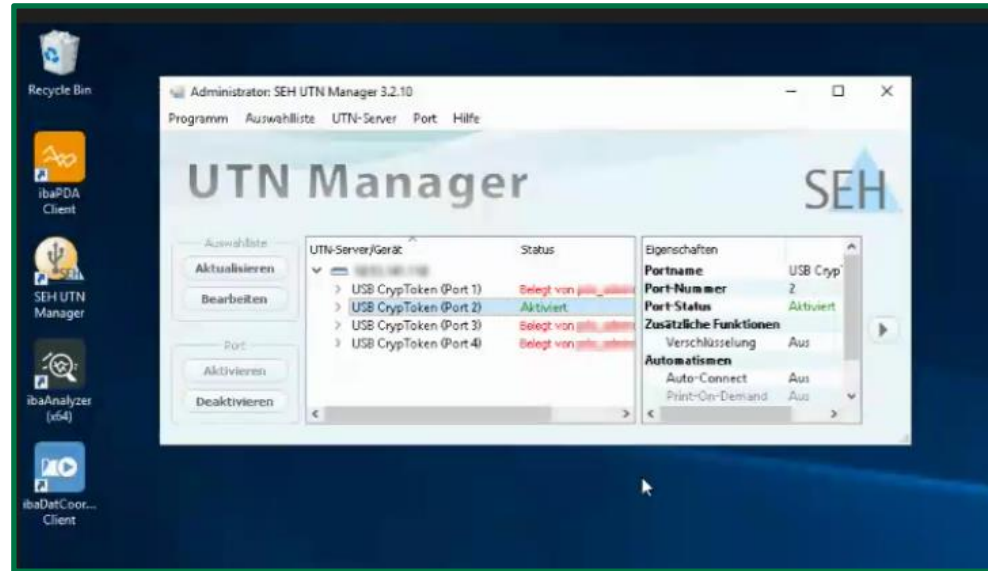 Recycle Bin
ibaPDA
Client
SEH UTN
Manager
ibaAnalyzer
(x64)
ibaDatCoor...
Client
Administrator: SEH UTN Manager 3.2.10
Programm Auswahlliste UTN-Server Port Hilfe
UTN Manager
SEH
Auswahlliste
Aktualisieren
Bearbeiten
Port
Aktivieren
Deaktivieren
UTN-Server/Gerät Status
USB CrypToken (Port 1) Belegt von
USB CrypToken (Port 2) Aktiviert
USB CrypToken (Port 3) Belegt von
USB CrypToken (Port 4) Belegt von
Eigenschaften
Portname USB Cryp
Port-Nummer 2
Port-Status Aktiviert
Zusätzliche Funktionen
Verschlüsselung Aus
Automatismen
Auto-Connect Aus
Print-On-Demand Aus